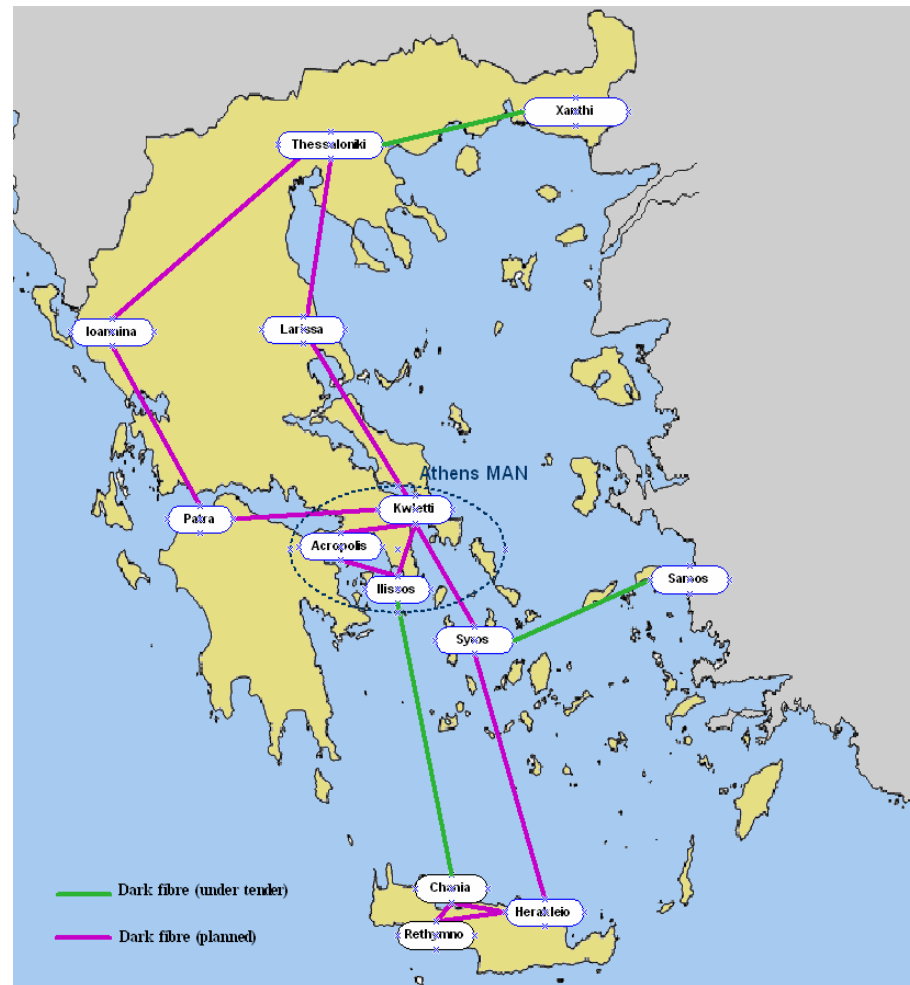 Xanthi
Thessaloniki
Ioannina
Larissa
Athens MAN
Patra
Kwletti
Acropolis
Illissos
Samos
Syros
Chania
Herakleio
Rethymno
Dark fibre (under tender)
Dark fibre (planned)